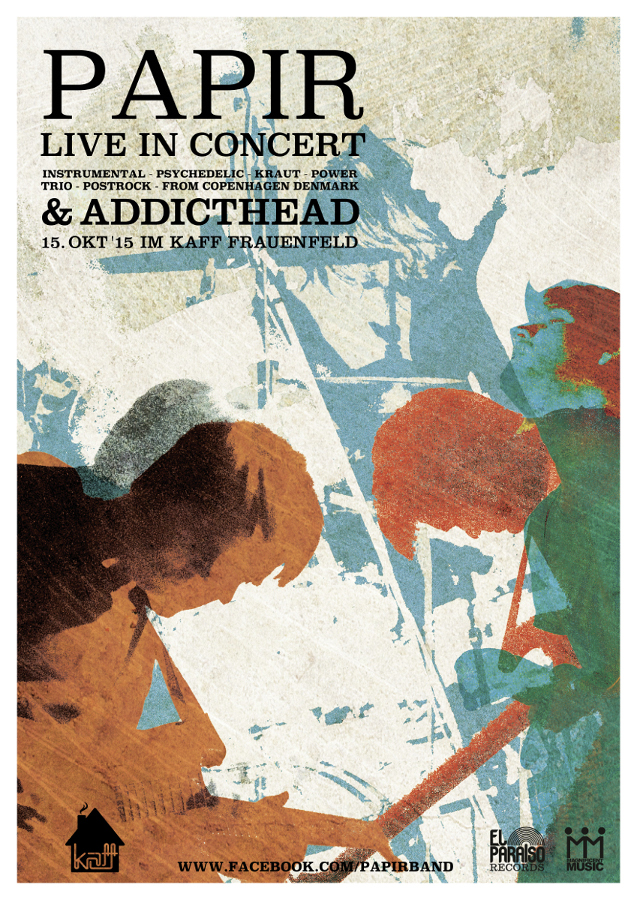 PAPIR
LIVE IN CONCERT
INSTRUMENTAL - PSYCHEDELIC - KRAUT - POWER
TRIO - POSTROCK - FROM COPENHAGEN DENMARK
& ADDICTHEAD
15. OKT '15 IM KAFF FRAUENFELD
kaff
WWW.FACEBOOK.COM/PAPIRBAND
EL
PARAISO
RECORDS
MAGNIFICENT
MUSIC